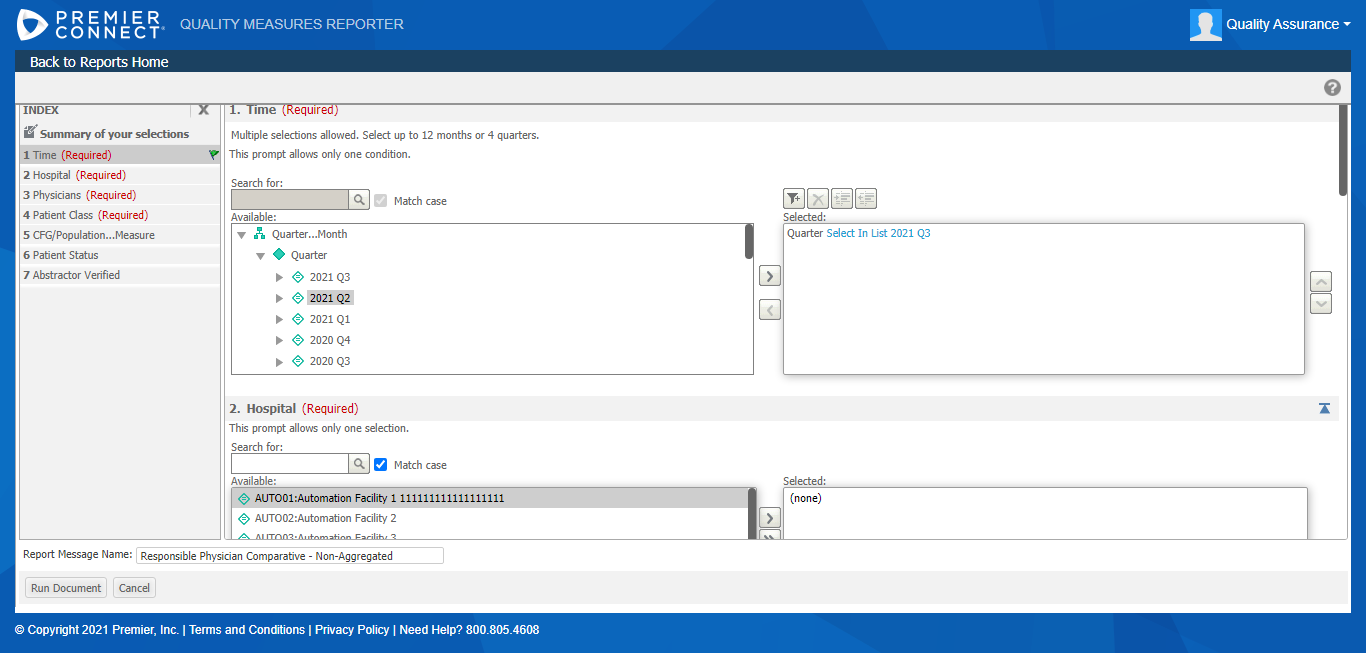 PREMIER CONNECT®
QUALITY MEASURES REPORTER
Quality Assurance
Back to Reports Home
?
INDEX
X
Summary of your selections
1 Time (Required)
2 Hospital (Required)
3 Physicians (Required)
4 Patient Class (Required)
5 CFG/Population...Measure
6 Patient Status
7 Abstractor Verified
1. Time (Required)
Multiple selections allowed. Select up to 12 months or 4 quarters.
This prompt allows only one condition.
Search for:
Match case
Available:
Quarter...Month
Quarter
2021 Q3
2021 Q2
2021 Q1
2020 Q4
2020 Q3
Selected:
Quarter Select In List 2021 Q3
2. Hospital (Required)
This prompt allows only one selection.
Search for:
Match case
Available:
AUTO01:Automation Facility 1 111111111111111111
AUTO02:Automation Facility 2
AUTO03:Automation Facility 3
Selected:
(none)
Report Message Name: Responsible Physician Comparative - Non-Aggregated
Run Document
Cancel
© Copyright 2021 Premier, Inc. | Terms and Conditions | Privacy Policy | Need Help? 800.805.4608